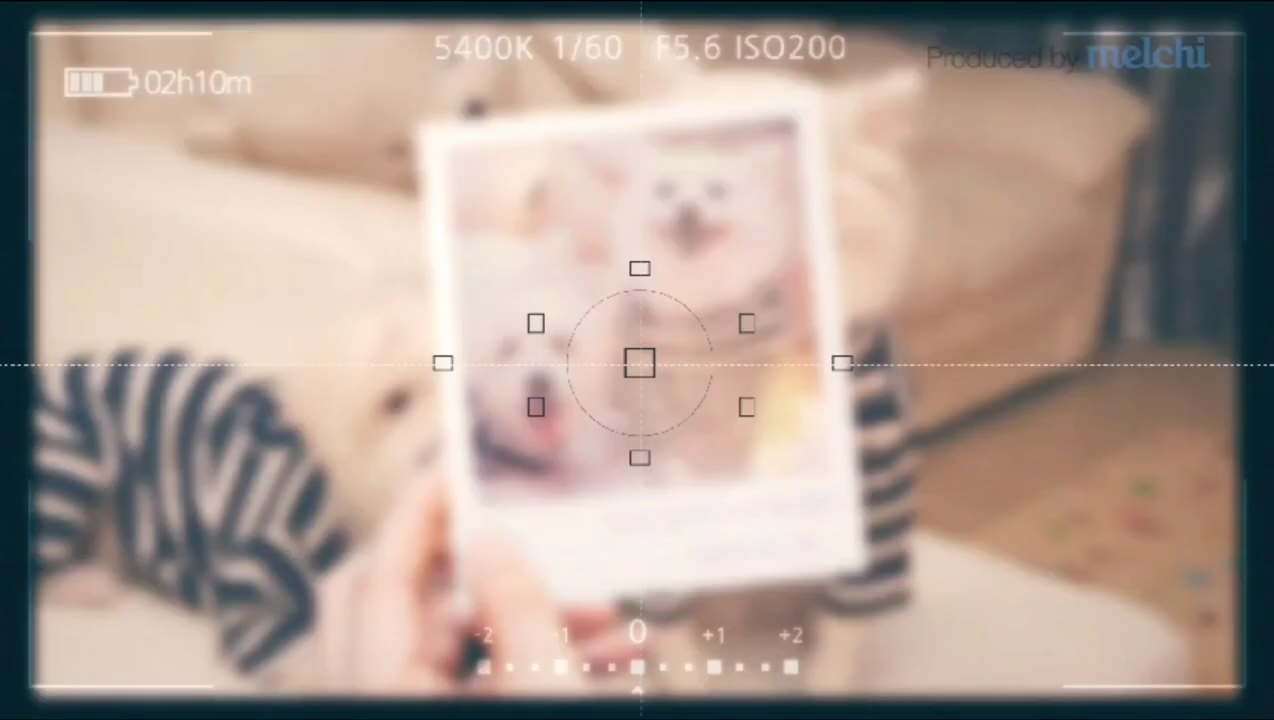 5400K 1/60 F5.6 ISO200
Produced by melchi
02h10m
-2 -1 0 +1 +2